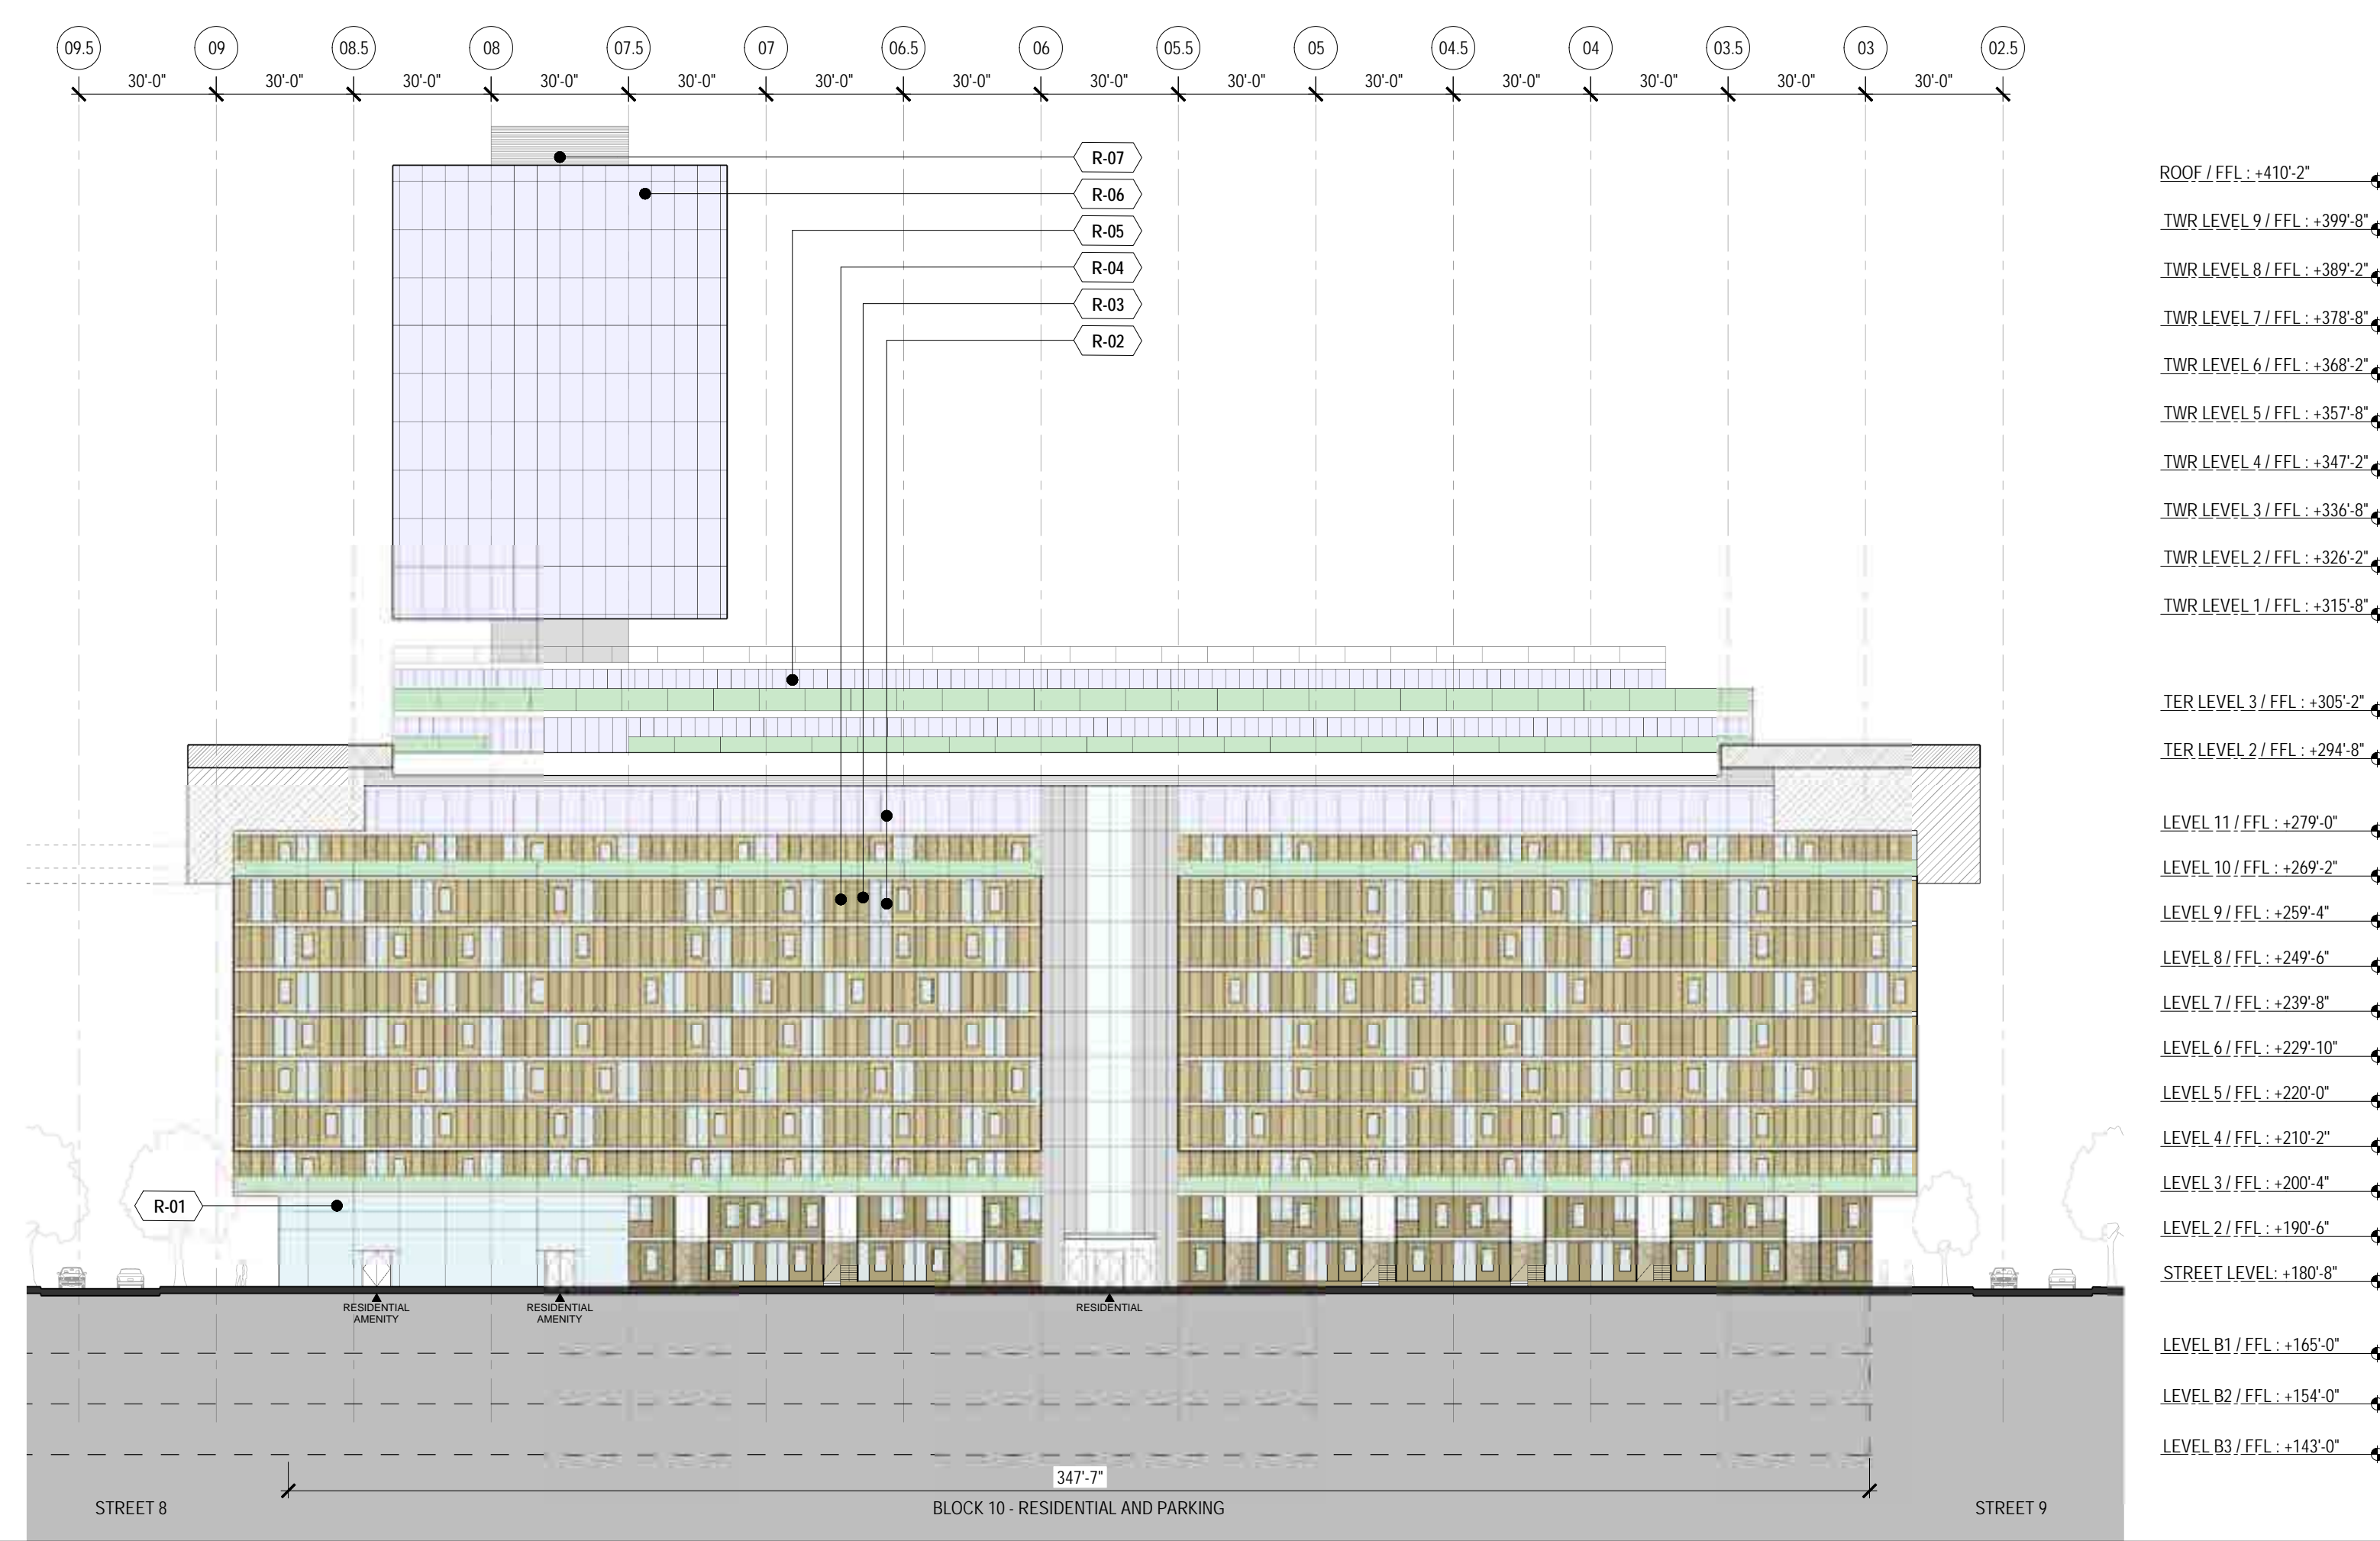 09.5 09 08.5 08 07.5 07 06.5 06 05.5 05 04.5 04 03.5 03 02.5
30'-0" 30'-0" 30'-0" 30'-0" 30'-0" 30'-0" 30'-0" 30'-0" 30'-0" 30'-0" 30'-0" 30'-0" 30'-0" 30'-0"
R-07
R-06
R-05
R-04
R-03
R-02
ROOF / FFL : +410'-2"
TWR LEVEL 9 / FFL : +399'-8"
TWR LEVEL 8 / FFL : +389'-2"
TWR LEVEL 7 / FFL : +378'-8"
TWR LEVEL 6 / FFL : +368'-2"
TWR LEVEL 5 / FFL : +357'-8"
TWR LEVEL 4 / FFL : +347'-2"
TWR LEVEL 3 / FFL : +336'-8"
TWR LEVEL 2 / FFL : +326'-2"
TWR LEVEL 1 / FFL : +315'-8"
TER LEVEL 3 / FFL : +305'-2"
TER LEVEL 2 / FFL : +294'-8"
LEVEL 11 / FFL : +279'-0"
LEVEL 10 / FFL : +269'-2"
LEVEL 9 / FFL : +259'-4"
LEVEL 8 / FFL : +249'-6"
LEVEL 7 / FFL : +239'-8"
LEVEL 6 / FFL : +229'-10"
LEVEL 5 / FFL : +220'-0"
LEVEL 4 / FFL : +210'-2"
LEVEL 3 / FFL : +200'-4"
LEVEL 2 / FFL : +190'-6"
STREET LEVEL: +180'-8"
LEVEL B1 / FFL : +165'-0"
LEVEL B2 / FFL : +154'-0"
LEVEL B3 / FFL : +143'-0"
R-01
RESIDENTIAL
AMENITY
RESIDENTIAL
AMENITY
RESIDENTIAL
347'-7"
STREET 8
BLOCK 10 - RESIDENTIAL AND PARKING
STREET 9